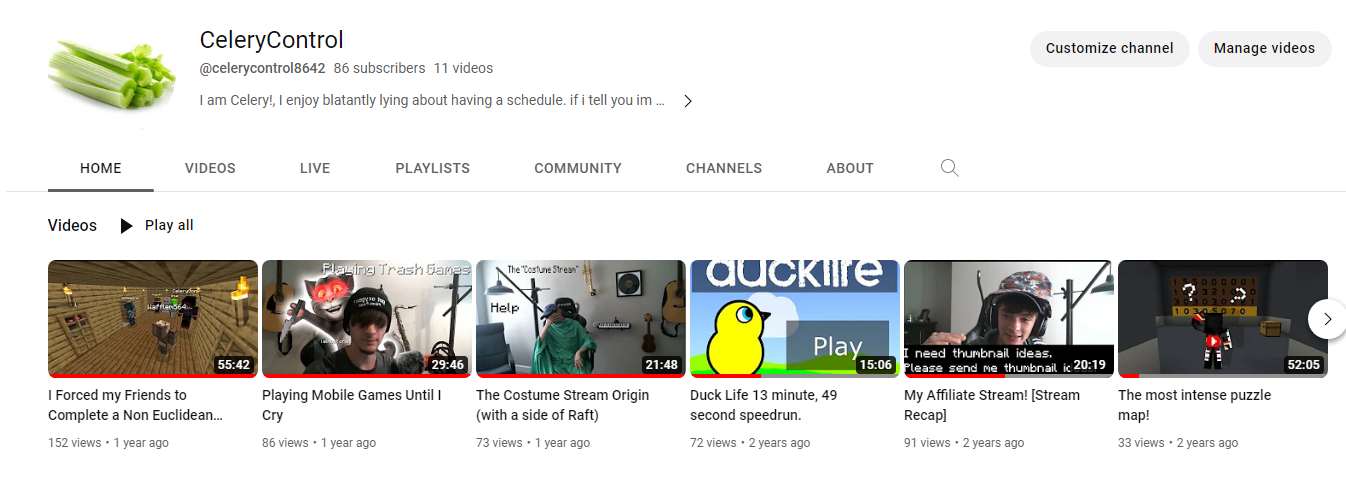 CeleryControl
@celerycontrol8642 86 subscribers 11 videos
Customize channel Manage videos
I am Celery!, I enjoy blatantly lying about having a schedule. if i tell you im ...
HOME VIDEOS LIVE PLAYLISTS COMMUNITY CHANNELS ABOUT
Videos Play all
55:42
Playing Trash Games
29:46
The "Costume Stream"
Help
21:48
ducklife
Play
15:06
I need thumbnail ideas.
Please send me thumbnail
20:19
52:05
I Forced my Friends to
Complete a Non Euclidean...
152 views • 1 year ago
Playing Mobile Games Until I
Cry
86 views • 1 year ago
The Costume Stream Origin
(with a side of Raft)
73 views • 1 year ago
Duck Life 13 minute, 49
second speedrun.
72 views • 2 years ago
My Affiliate Stream! [Stream
Recap]
91 views • 2 years ago
The most intense puzzle
map!
33 views • 2 years ago